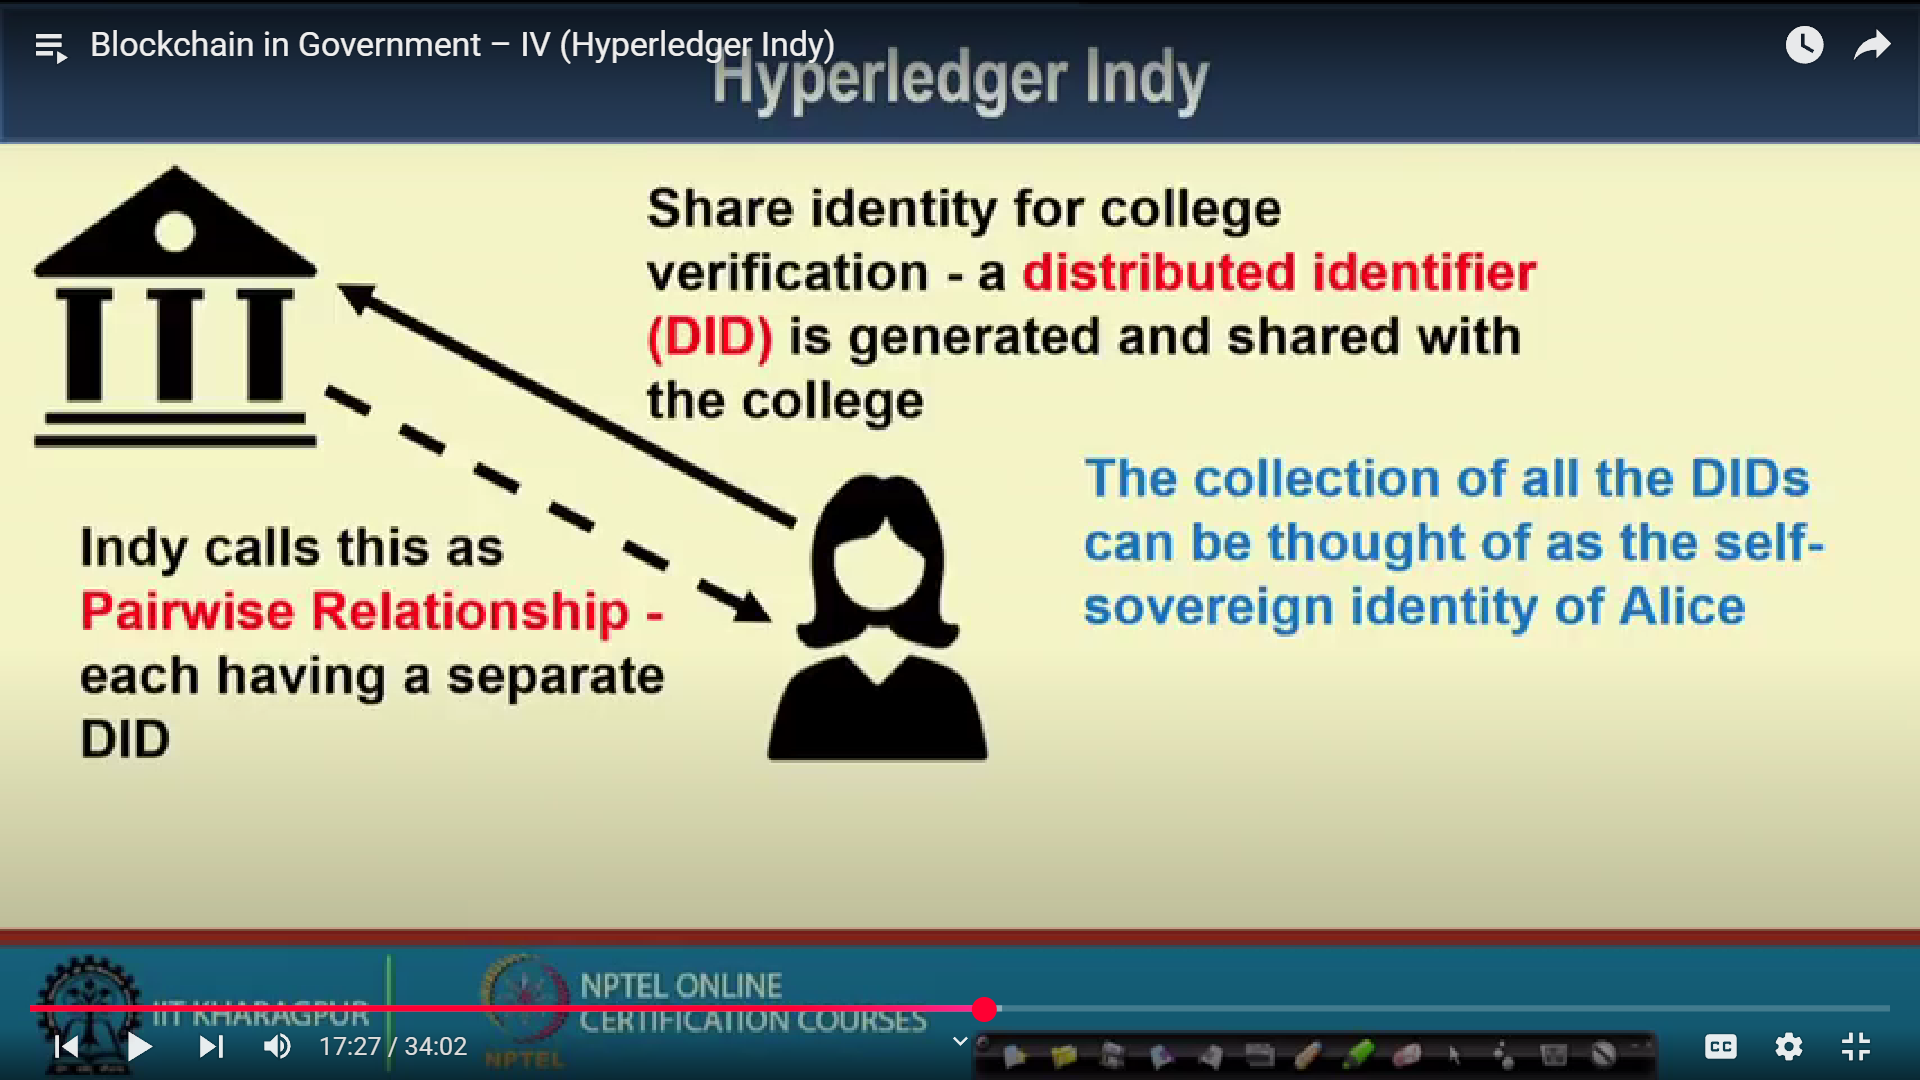 Blockchain in Government – IV (Hyperledger Indy)
Hyperledger Indy
Share identity for college
verification - a distributed identifier
(DID) is generated and shared with
the college
The collection of all the DIDs
can be thought of as the self-
sovereign identity of Alice
Indy calls this as
Pairwise Relationship -
each having a separate
DID
IIT KHARAGPUR
NPTEL ONLINE
CERTIFICATION COURSES
NPTEL
17:27 / 34:02
CC